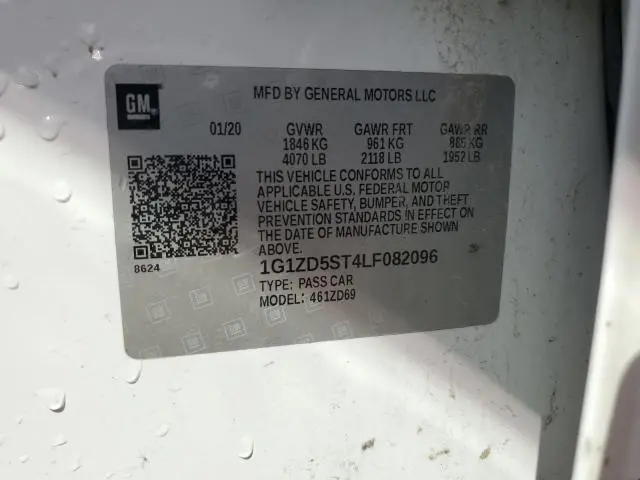 GM
MFD BY GENERAL MOTORS LLC
01/20 GVWR GAWR FRT GAWR RR
1846 KG 961 KG 885 KG
4070 LB 2118 LB 1952 LB
THIS VEHICLE CONFORMS TO ALL
APPLICABLE U.S. FEDERAL MOTOR
VEHICLE SAFETY, BUMPER, AND THEFT
PREVENTION STANDARDS IN EFFECT ON
THE DATE OF MANUFACTURE SHOWN
ABOVE.
8624
1G1ZD5ST4LF082096
TYPE: PASS CAR
MODEL: 461ZD69